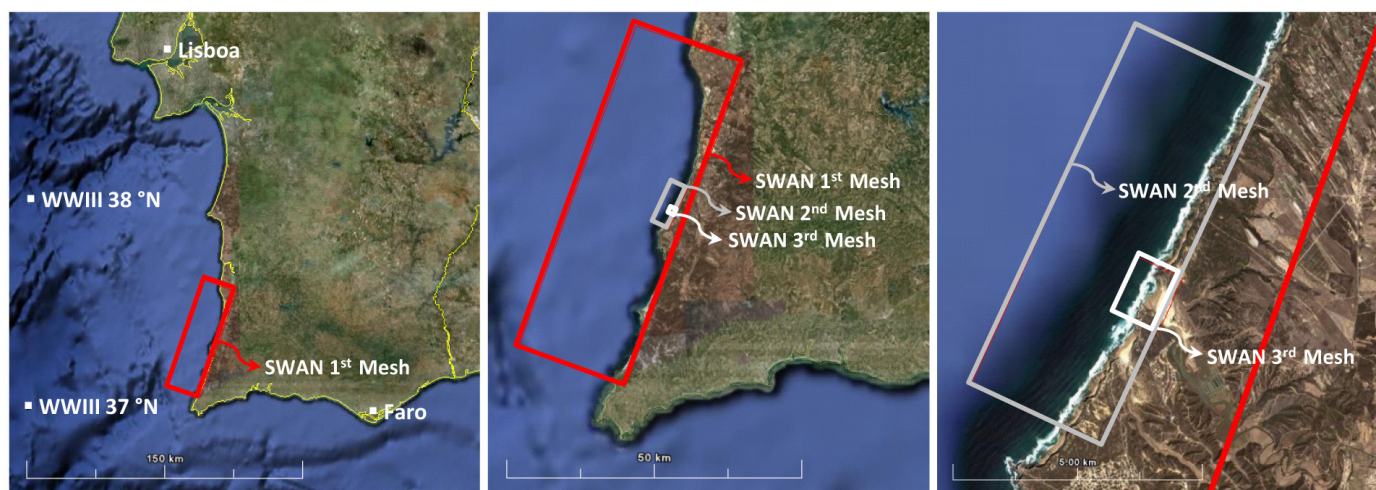 Lisboa
WWIII 38 °N
SWAN 1st Mesh
WWIII 37 °N
Faro
150 km
SWAN 1st Mesh
SWAN 2nd Mesh
SWAN 3rd Mesh
50 km
SWAN 2nd Mesh
SWAN 3rd Mesh
5.00 km